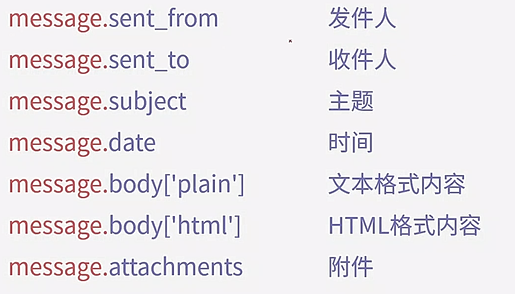 message.sent_from 发件人
message.sent_to 收件人
message.subject 主题
message.date 时间
message.body['plain'] 文本格式内容
message.body['html'] HTML格式内容
message.attachments 附件